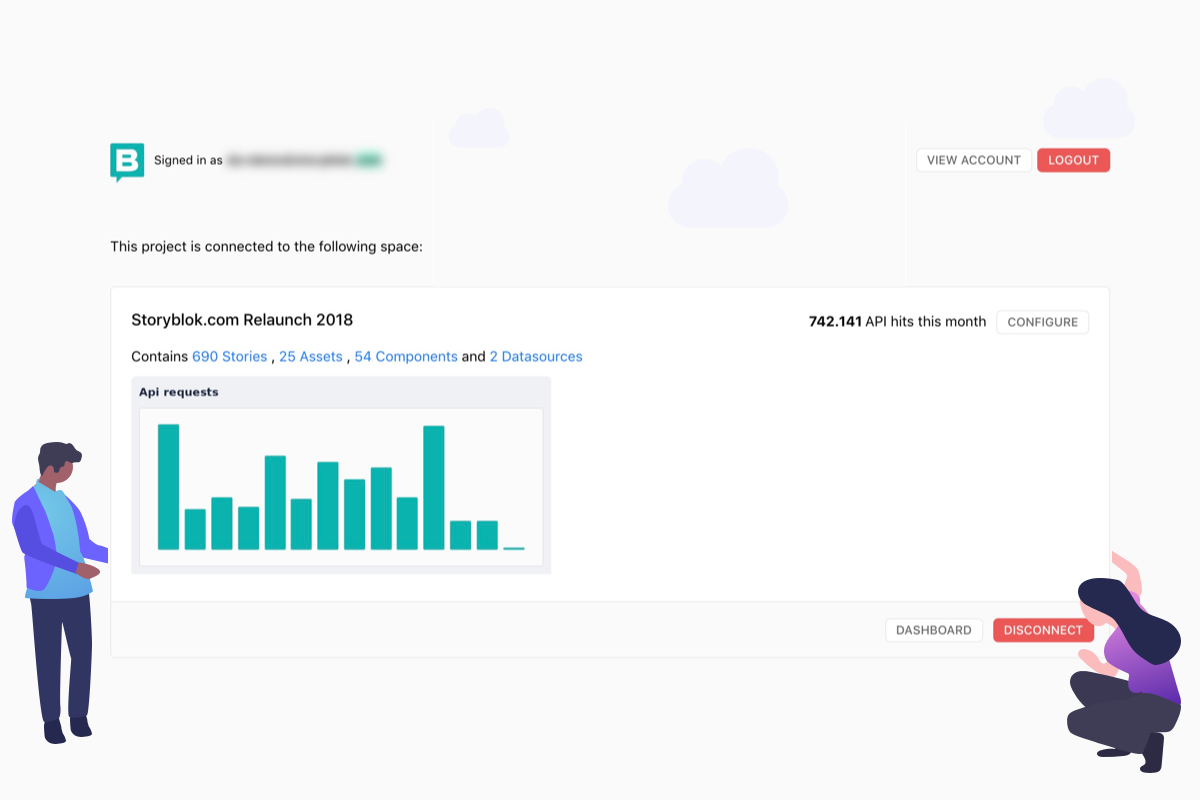 B
Signed in as
VIEW ACCOUNT
LOGOUT
This project is connected to the following space:
Storyblok.com Relaunch 2018
742.141 API hits this month
CONFIGURE
Contains 690 Stories , 25 Assets , 54 Components and 2 Datasources
Api requests
DASHBOARD
DISCONNECT